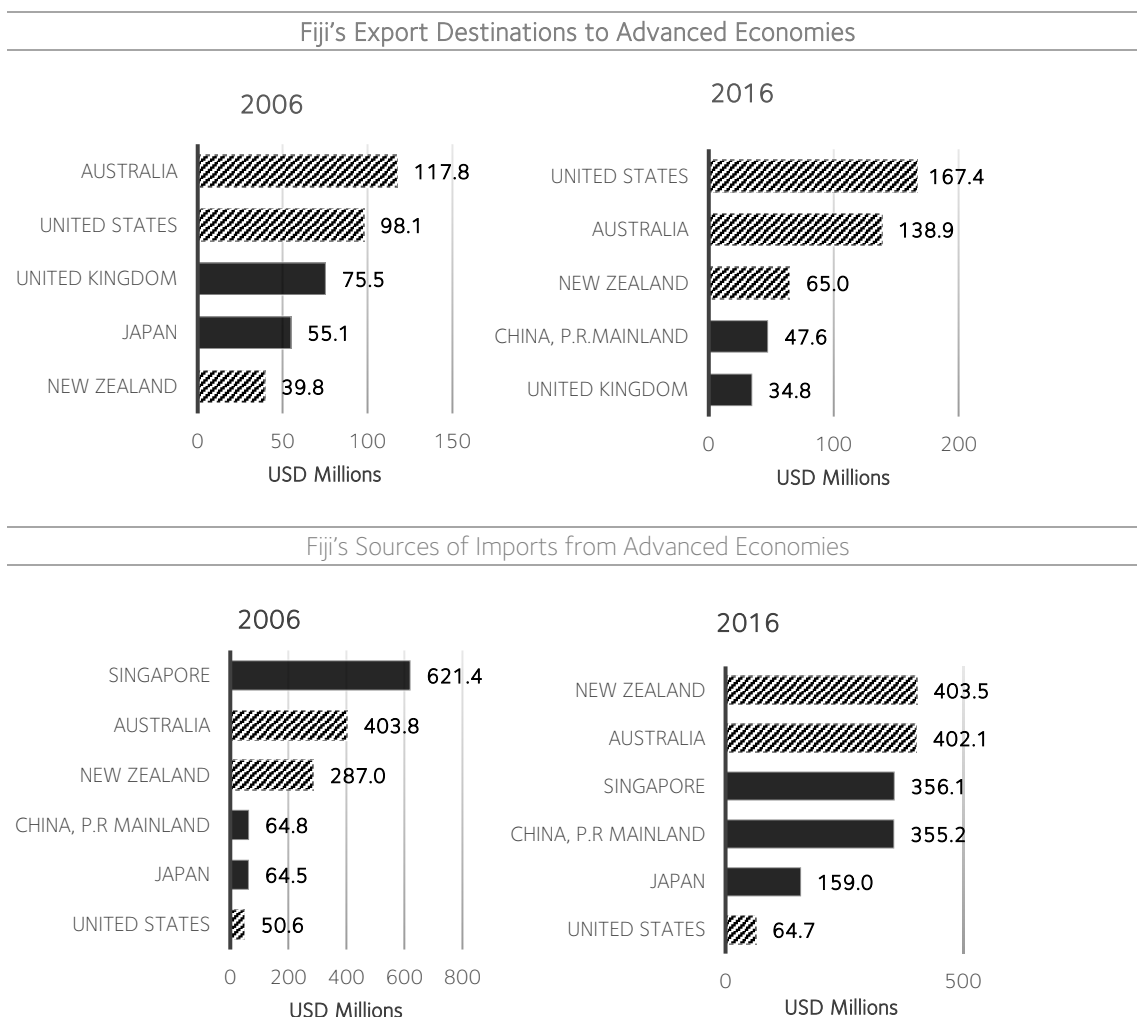 Fiji's Export Destinations to Advanced Economies
2006
AUSTRALIA 117.8
UNITED STATES 98.1
UNITED KINGDOM 75.5
JAPAN 55.1
NEW ZEALAND 39.8
0 50 100 150
USD Millions
2016
UNITED STATES 167.4
AUSTRALIA 138.9
NEW ZEALAND 65.0
CHINA, P.R.MAINLAND 47.6
UNITED KINGDOM 34.8
0 100 200
USD Millions
Fiji's Sources of Imports from Advanced Economies
2006
SINGAPORE 621.4
AUSTRALIA 403.8
NEW ZEALAND 287.0
CHINA, P.R MAINLAND 64.8
JAPAN 64.5
UNITED STATES 50.6
0 200 400 600 800
USD Millions
2016
NEW ZEALAND 403.5
AUSTRALIA 402.1
SINGAPORE 356.1
CHINA, P.R MAINLAND 355.2
JAPAN 159.0
UNITED STATES 64.7
0 500
USD Millions